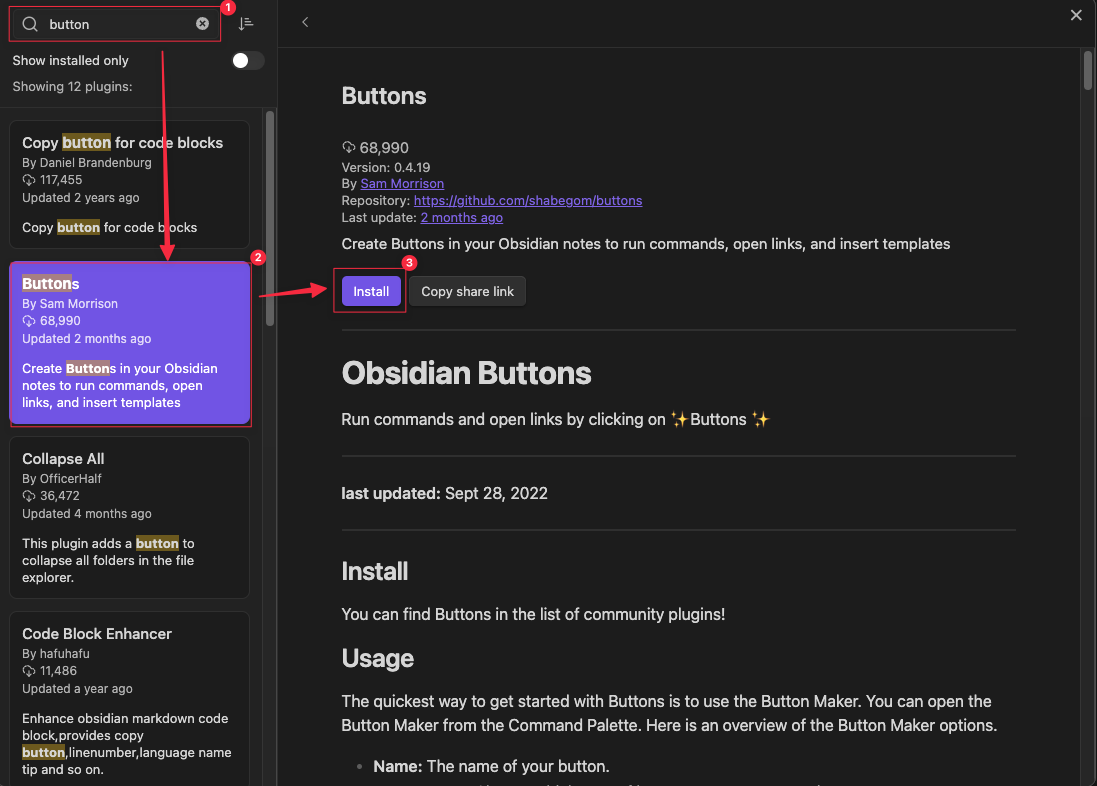 button
1
Show installed only
Showing 12 plugins:
Copy button for code blocks
By Daniel Brandenburg
117,455
Updated 2 years ago
Copy button for code blocks
2
Buttons
By Sam Morrison
68,990
Updated 2 months ago
Create Buttons in your Obsidian
notes to run commands, open
links, and insert templates
Collapse All
By OfficerHalf
36,472
Updated 4 months ago
This plugin adds a button to
collapse all folders in the file
explorer.
Code Block Enhancer
By hafuhafu
11,486
Updated a year ago
Enhance obsidian markdown code
block,provides copy
button,linenumber,language name
tip and so on.
Buttons
68,990
Version: 0.4.19
By Sam Morrison
Repository: https://github.com/shabegom/buttons
Last update: 2 months ago
Create Buttons in your Obsidian notes to run commands, open links, and insert templates
3
Install
Copy share link
Obsidian Buttons
Run commands and open links by clicking on ✨Buttons ✨
last updated: Sept 28, 2022
Install
You can find Buttons in the list of community plugins!
Usage
The quickest way to get started with Buttons is to use the Button Maker. You can open the
Button Maker from the Command Palette. Here is an overview of the Button Maker options.
• Name: The name of your button.